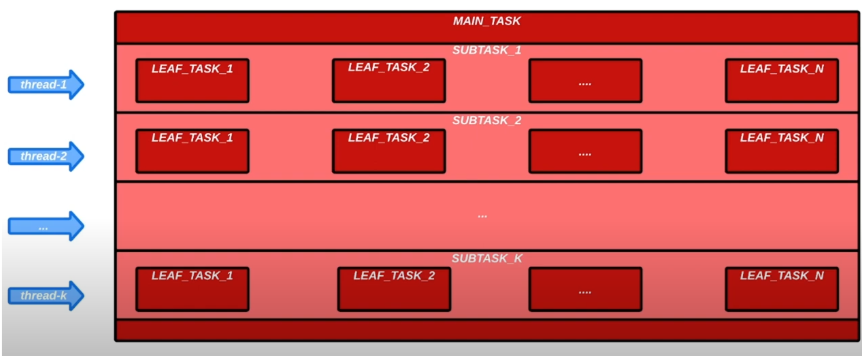 MAIN_TASK
SUBTASK_1
thread-1
LEAF_TASK_1
LEAF_TASK_2
....
LEAF_TASK_N
SUBTASK_2
thread-2
LEAF_TASK_1
LEAF_TASK_2
....
LEAF_TASK_N
...
...
SUBTASK_K
thread-k
LEAF_TASK_1
LEAF_TASK_2
....
LEAF_TASK_N